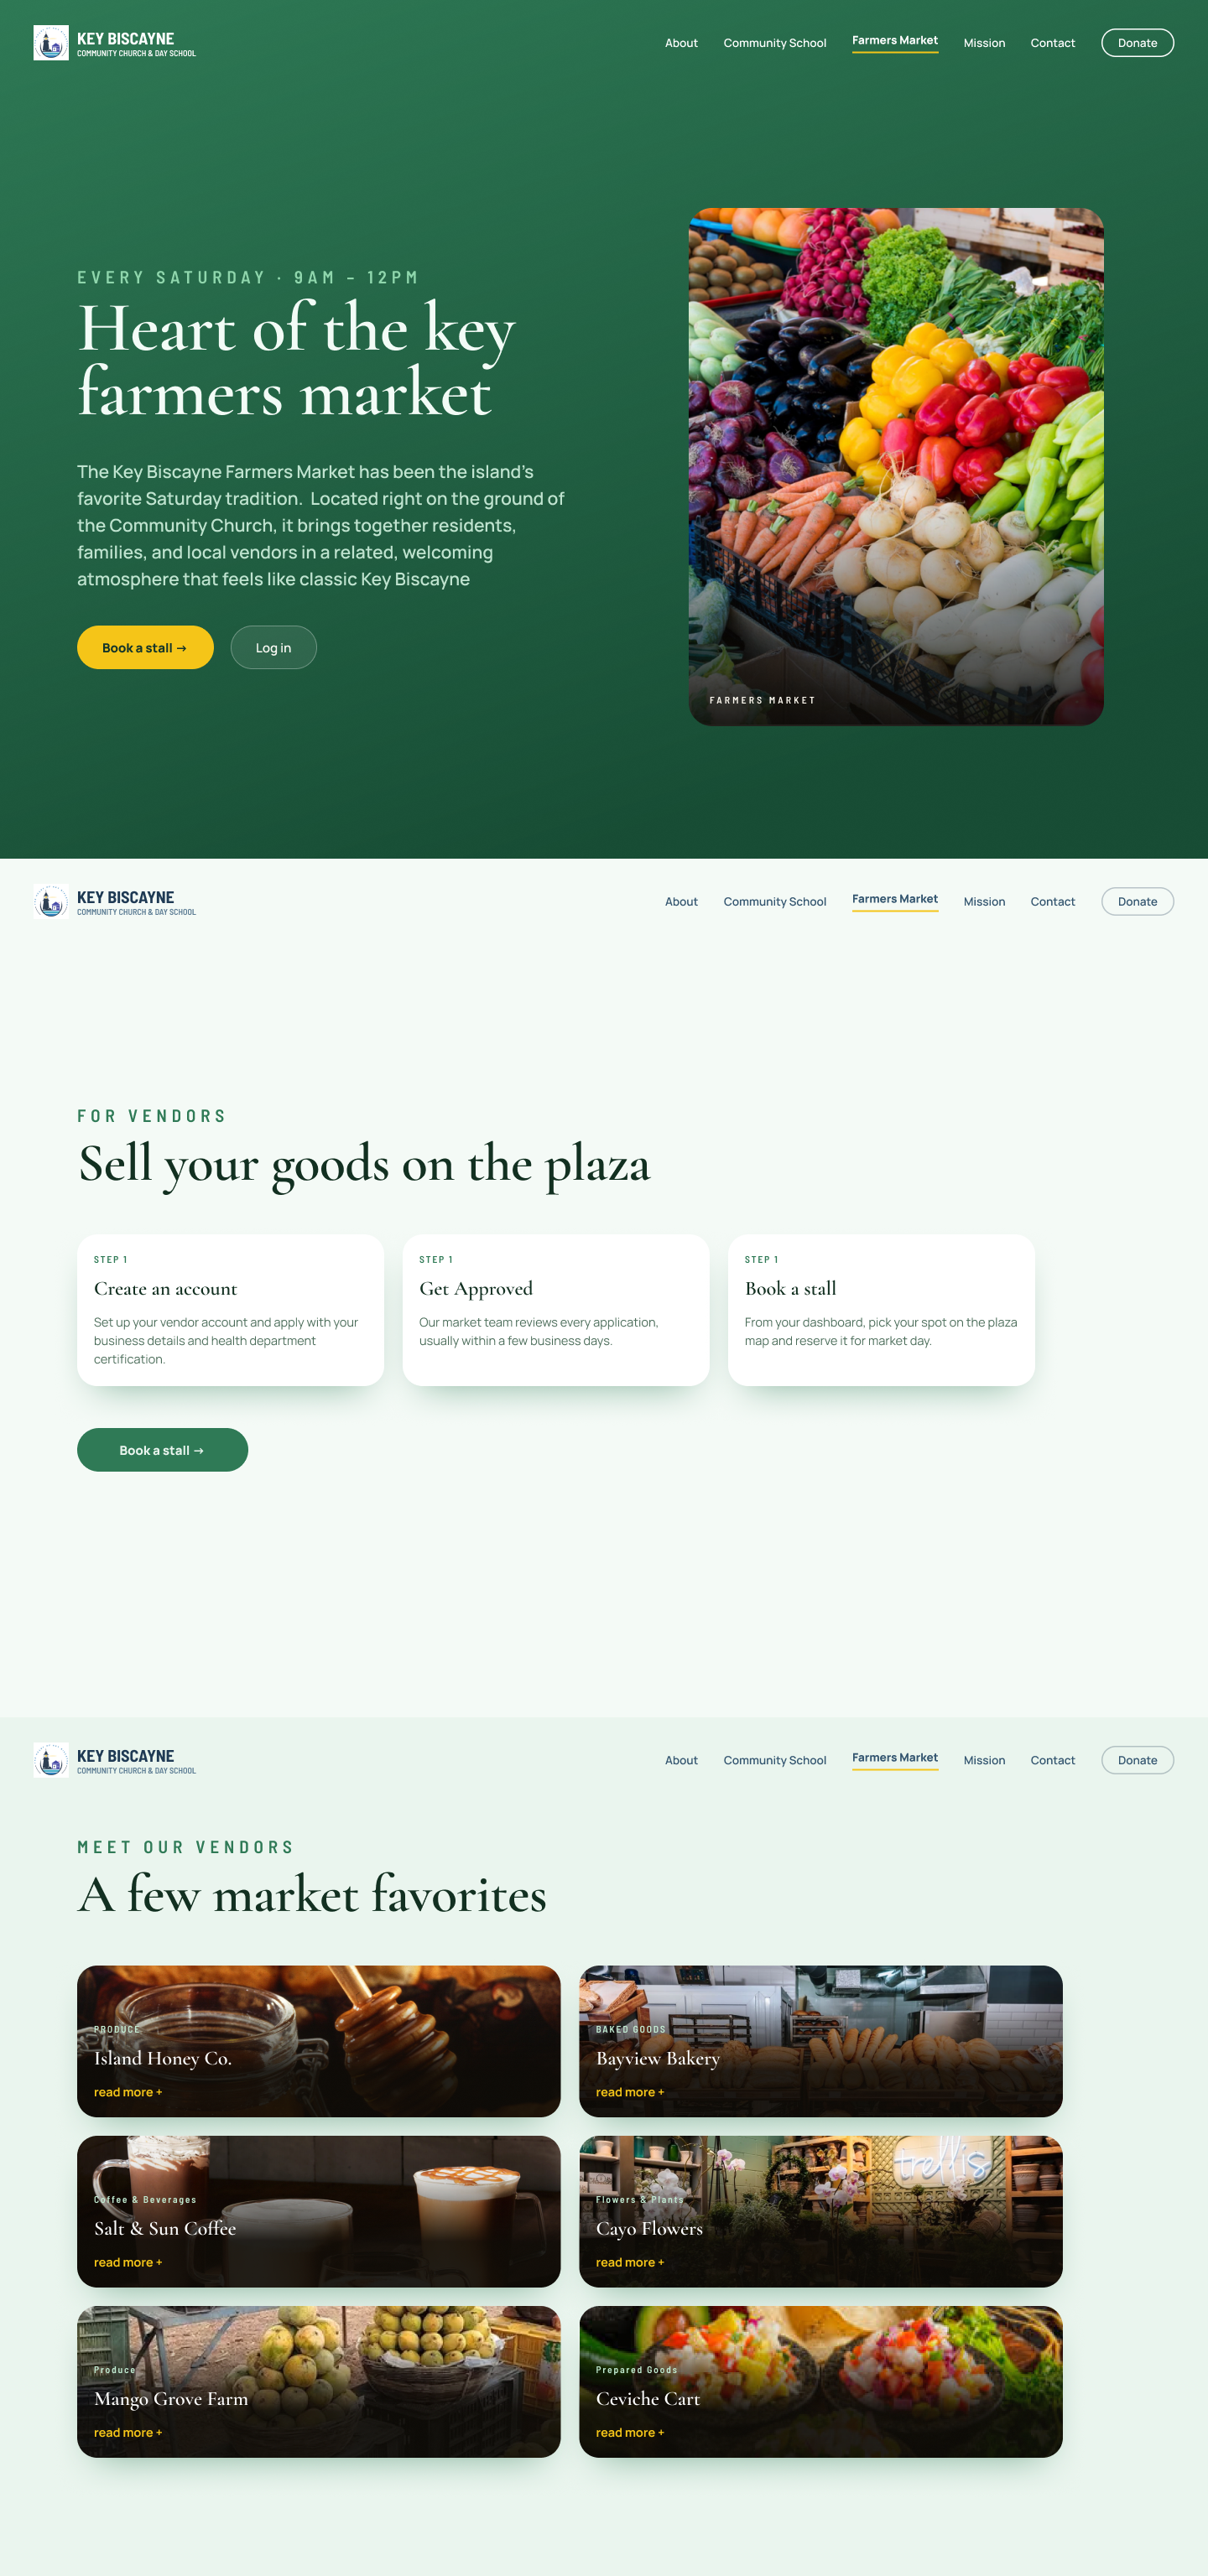 KEY BISCAYNE
COMMUNITY CHURCH & DAY SCHOOL
About Community School Farmers Market Mission Contact Donate
EVERY SATURDAY · 9AM – 12PM
Heart of the key
farmers market
The Key Biscayne Farmers Market has been the island's
favorite Saturday tradition.  Located right on the ground of
the Community Church, it brings together residents,
families, and local vendors in a related, welcoming
atmosphere that feels like classic Key Biscayne
Book a stall → Log in
FARMERS MARKET
KEY BISCAYNE
COMMUNITY CHURCH & DAY SCHOOL
About Community School Farmers Market Mission Contact Donate
FOR VENDORS
Sell your goods on the plaza
STEP 1
Create an account
Set up your vendor account and apply with your
business details and health department
certification.
STEP 1
Get Approved
Our market team reviews every application,
usually within a few business days.
STEP 1
Book a stall
From your dashboard, pick your spot on the plaza
map and reserve it for market day.
Book a stall →
KEY BISCAYNE
COMMUNITY CHURCH & DAY SCHOOL
About Community School Farmers Market Mission Contact Donate
MEET OUR VENDORS
A few market favorites
PRODUCE
Island Honey Co.
read more +
BAKED GOODS
Bayview Bakery
read more +
Coffee & Beverages
Salt & Sun Coffee
read more +
trellis
Flowers & Plants
Cayo Flowers
read more +
Produce
Mango Grove Farm
read more +
Prepared Goods
Ceviche Cart
read more +